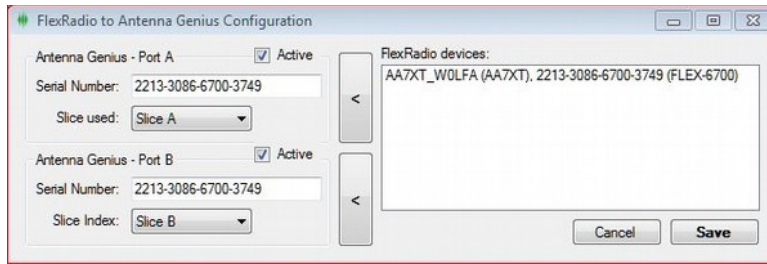 FlexRadio to Antenna Genius Configuration
Antenna Genius - Port A
Active
Serial Number: 2213-3086-6700-3749
Slice used: Slice A
<
Antenna Genius - Port B
Active
Serial Number: 2213-3086-6700-3749
Slice Index: Slice B
<
FlexRadio devices:
AA7XT_W0LFA (AA7XT), 2213-3086-6700-3749 (FLEX-6700)
Cancel Save